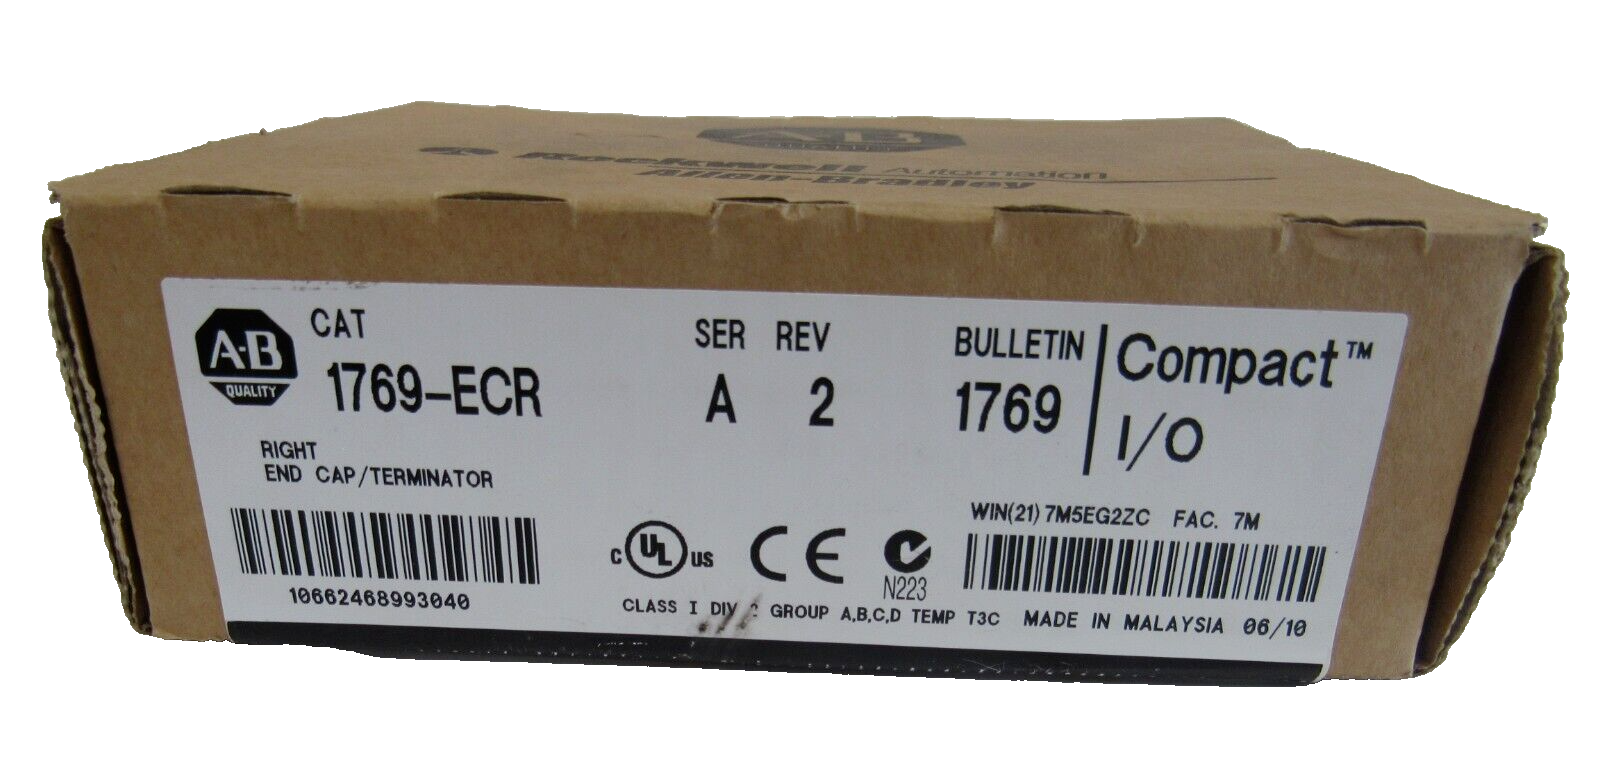 A-B
Rockwell Automation
Allen-Bradley
A-B
QUALITY
CAT
1769-ECR
SER REV
A 2
BULLETIN
1769
Compact™
I/O
RIGHT
END CAP/TERMINATOR
10662468993040
C UL US
CE
N223
WIN(21) 7M5EG2ZC FAC. 7M
CLASS I DIV 2 GROUP A,B,C,D TEMP T3C MADE IN MALAYSIA 06/10